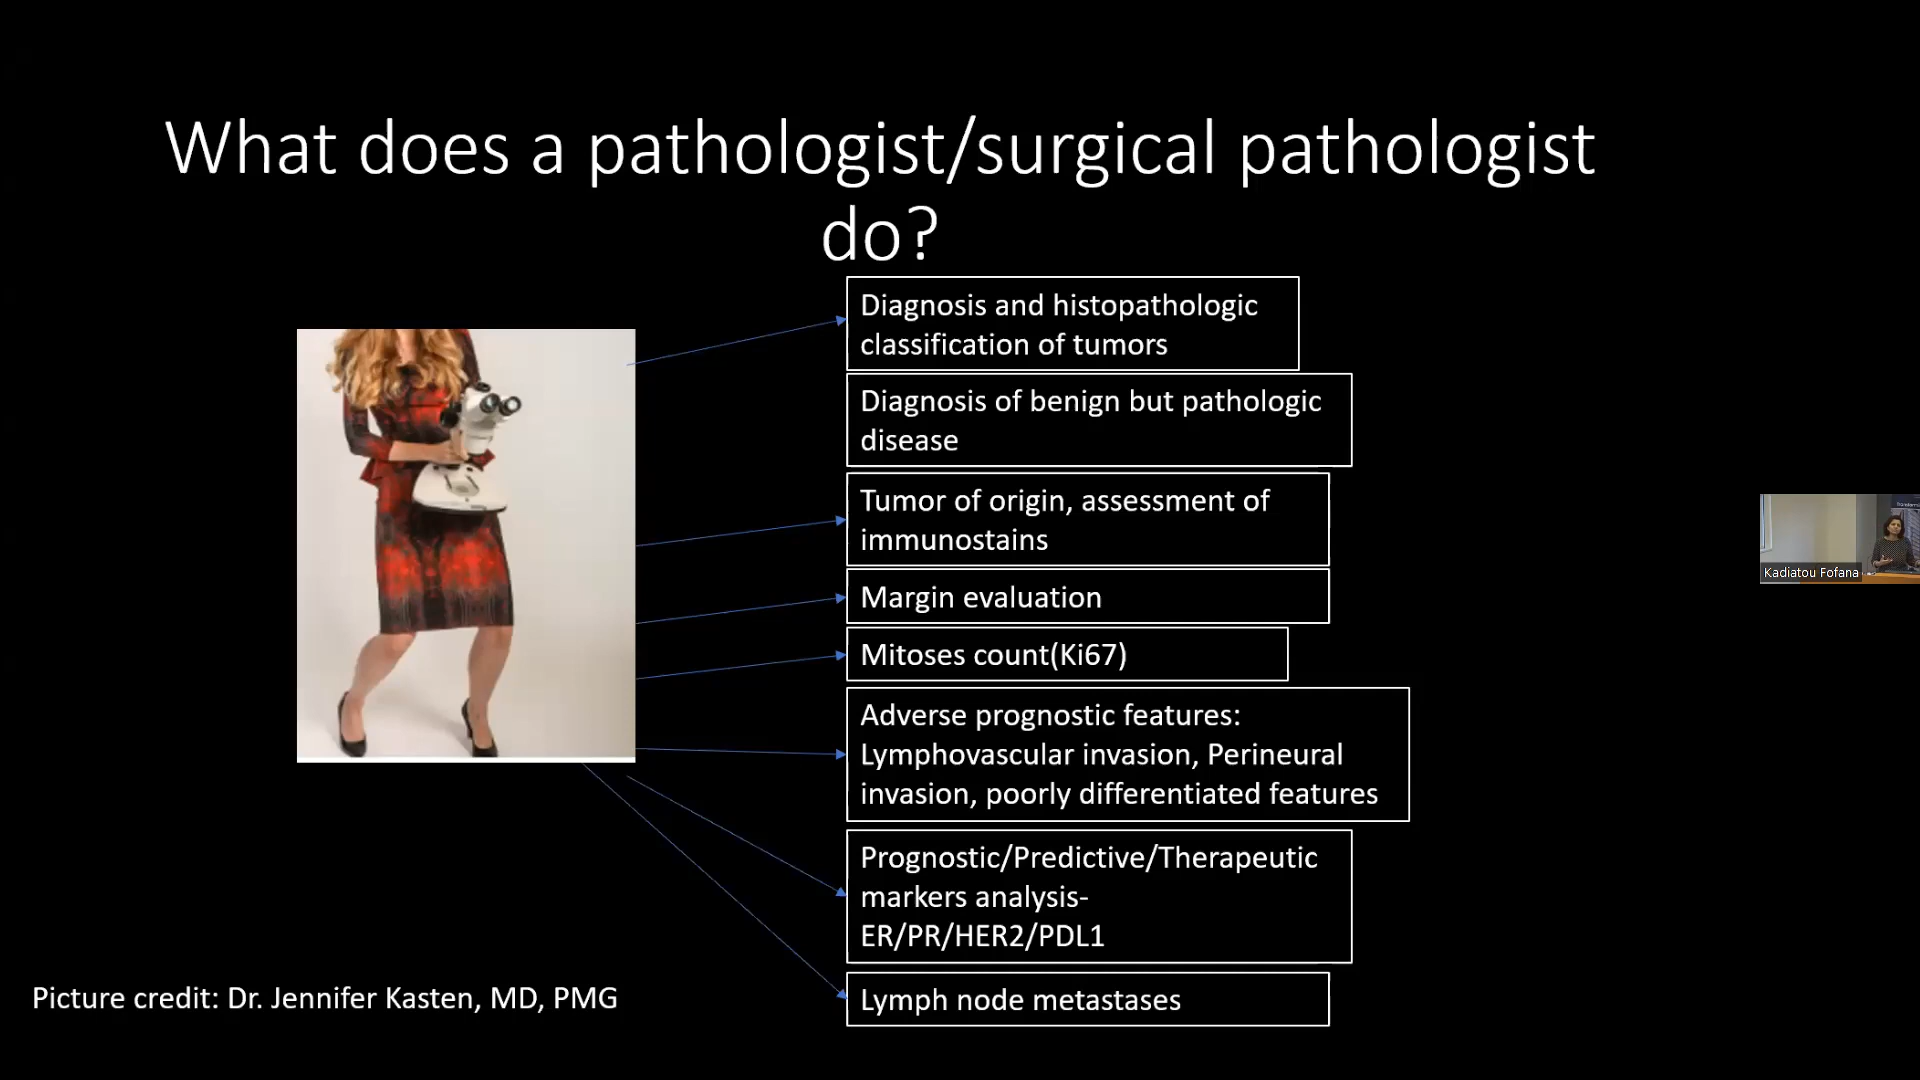 What does a pathologist/surgical pathologist
do?
Diagnosis and histopathologic
classification of tumors
Diagnosis of benign but pathologic
disease
Tumor of origin, assessment of
immunostains
Margin evaluation
Mitoses count(Ki67)
Adverse prognostic features:
Lymphovascular invasion, Perineural
invasion, poorly differentiated features
Prognostic/Predictive/Therapeutic
markers analysis-
ER/PR/HER2/PDL1
Lymph node metastases
Picture credit: Dr. Jennifer Kasten, MD, PMG
Kadiatou Fofana